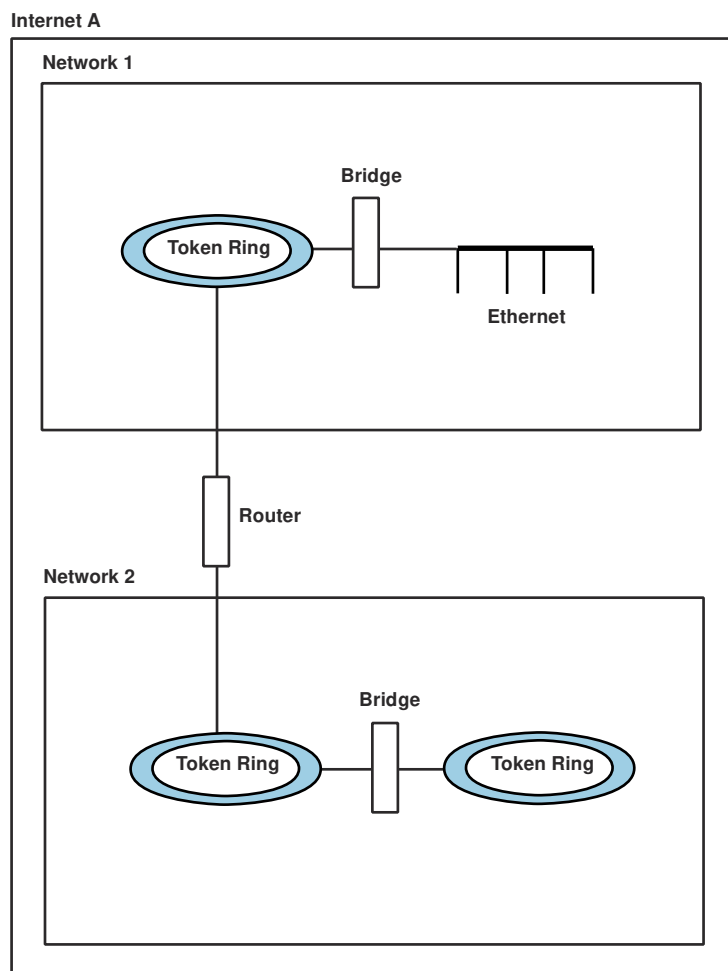 Internet A
Network 1
Bridge
Token Ring
Ethernet
Router
Network 2
Bridge
Token Ring
Token Ring